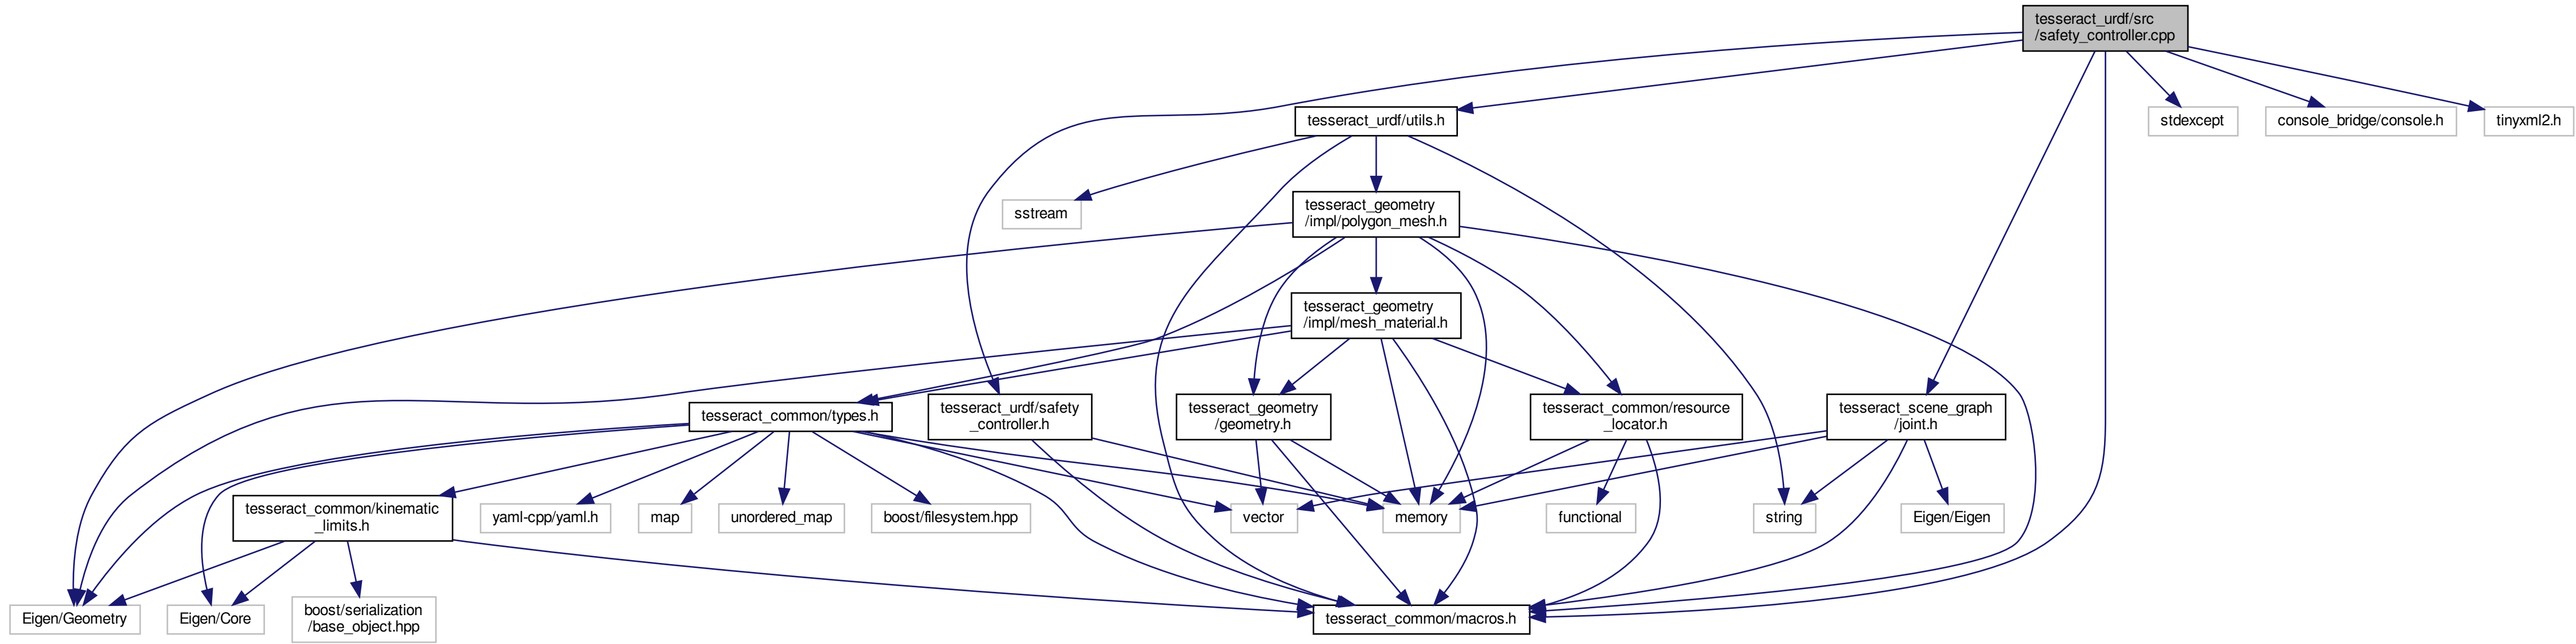 tesseract_urdf/src
/safety_controller.cpp
tesseract_urdf/utils.h
stdexcept
console_bridge/console.h
tinyxml2.h
sstream
tesseract_geometry
/impl/polygon_mesh.h
tesseract_geometry
/impl/mesh_material.h
tesseract_common/types.h
tesseract_urdf/safety
_controller.h
tesseract_geometry
/geometry.h
tesseract_common/resource
_locator.h
tesseract_scene_graph
/joint.h
tesseract_common/kinematic
_limits.h
yaml-cpp/yaml.h
map
unordered_map
boost/filesystem.hpp
vector
memory
functional
string
Eigen/Eigen
Eigen/Geometry
Eigen/Core
boost/serialization
/base_object.hpp
tesseract_common/macros.h